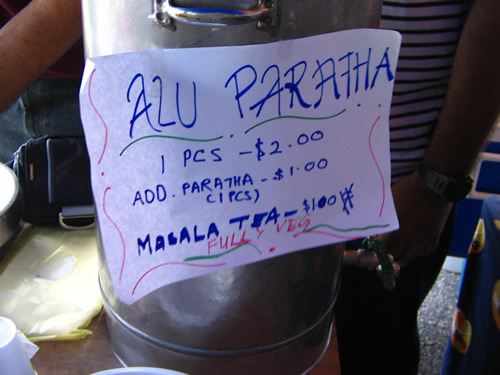 ALU PARATHA
1 PCS - $2.00
ADD. PARATHA - $1.00
(1 PCS)
MASALA TEA - $1.00
FULLY VEG